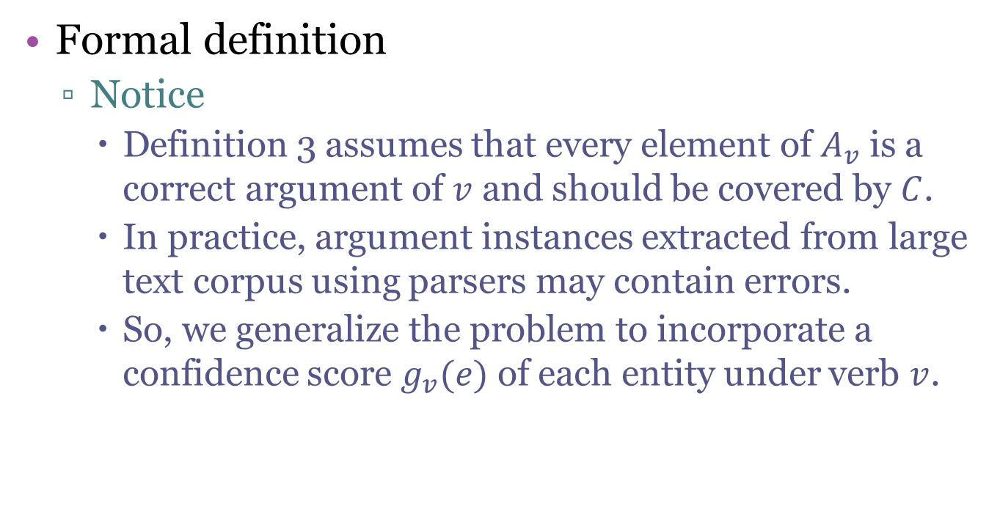 • Formal definition
▫ Notice
• Definition 3 assumes that every element of $A_v$ is a
correct argument of $v$ and should be covered by $C$.
• In practice, argument instances extracted from large
text corpus using parsers may contain errors.
• So, we generalize the problem to incorporate a
confidence score $g_v(e)$ of each entity under verb $v$.